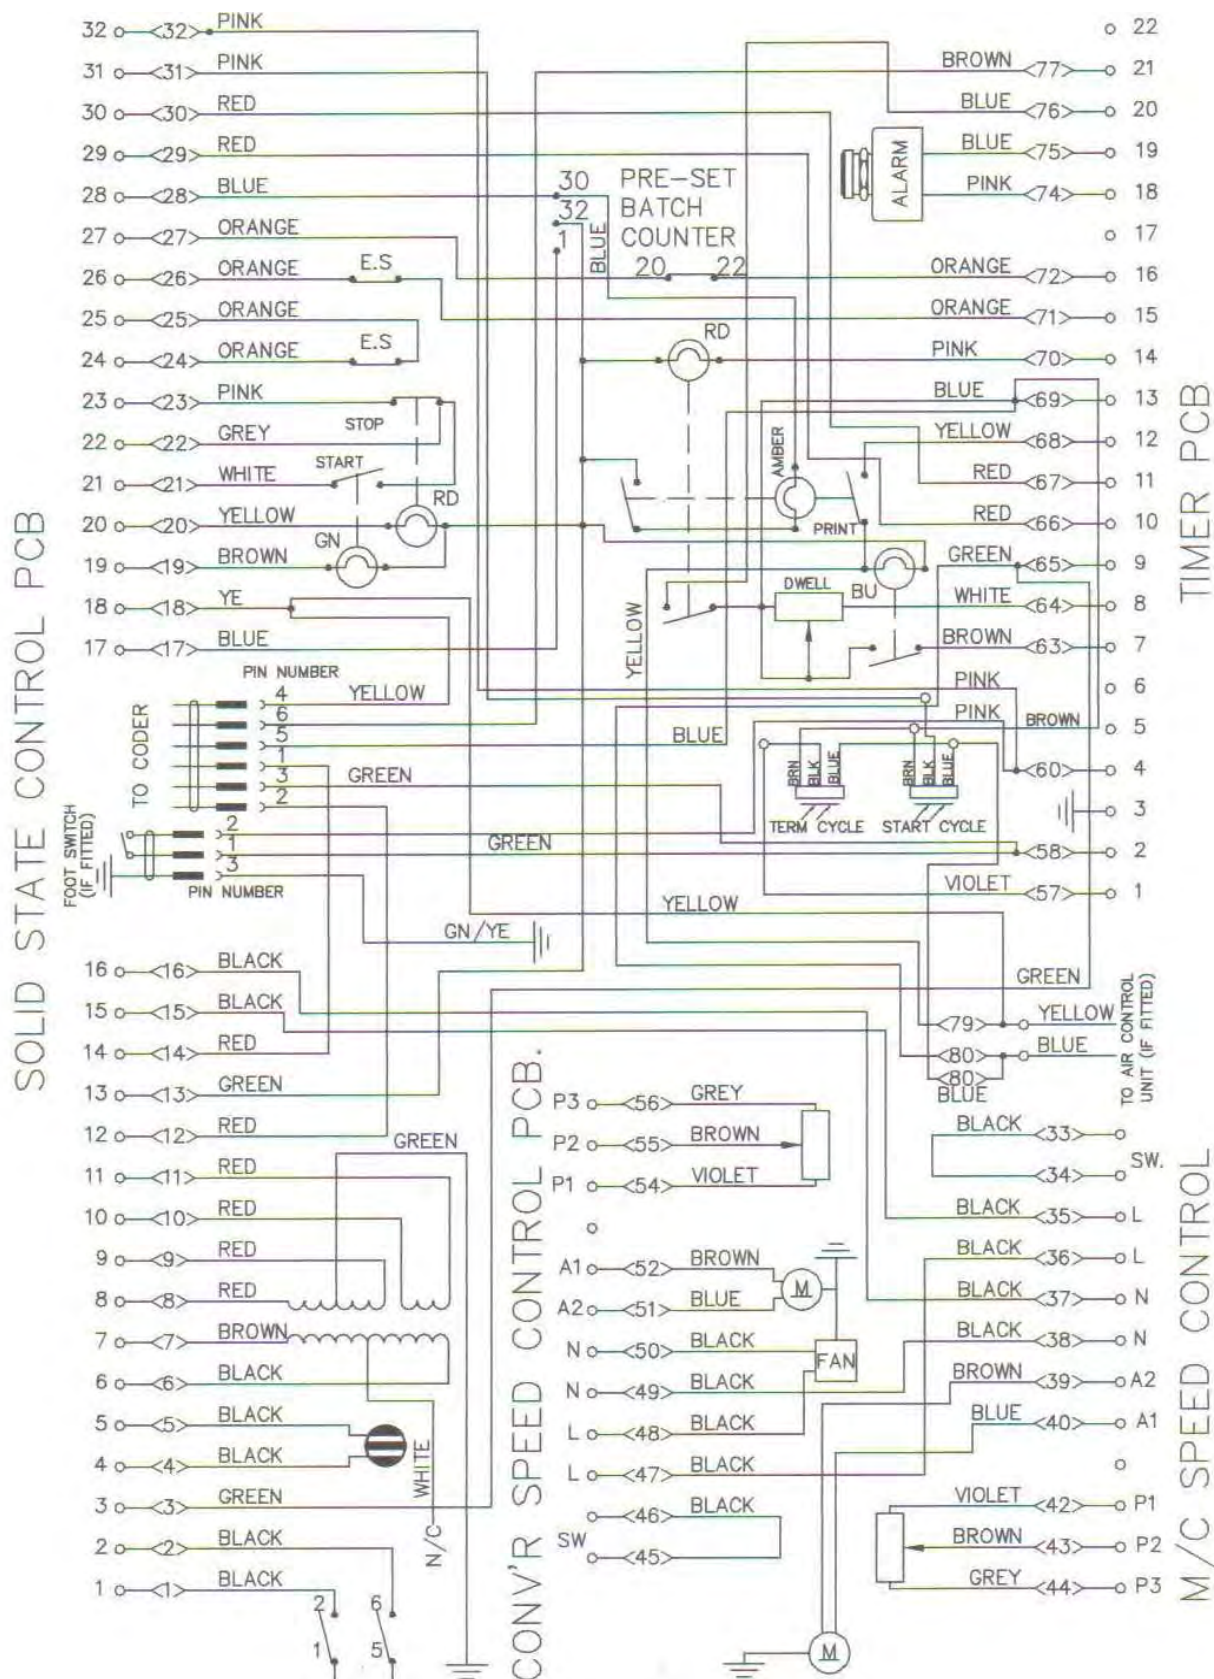 SOLID STATE CONTROL PCB
32 <32> PINK
31 <31> PINK
30 <30> RED
29 <29> RED
28 <28> BLUE
27 <27> ORANGE
26 <26> ORANGE
25 <25> ORANGE
24 <24> ORANGE
23 <23> PINK
22 <22> GREY
21 <21> WHITE
20 <20> YELLOW
19 <19> BROWN
18 <18> YE
17 <17> BLUE
E.S
E.S
STOP
START
RD
GN
30
32
1
BLUE
PRE-SET
BATCH
COUNTER
20 22
RD
AMBER
PRINT
BU
DWELL
YELLOW
PIN NUMBER
TO CODER
4 YELLOW
6
5 BLUE
1
3 GREEN
2
FOOT SWITCH
(IF FITTED)
2
1 GREEN
3
PIN NUMBER
GN/YE
YELLOW
16 <16> BLACK
15 <15> BLACK
14 <14> RED
13 <13> GREEN
12 <12> RED
11 <11> RED
10 <10> RED
9 <9> RED
8 <8> RED
7 <7> BROWN
6 <6> BLACK
5 <5> BLACK
4 <4> BLACK
3 <3> GREEN
2 <2> BLACK
1 <1> BLACK
GREEN
WHITE
N/C
2 6
1 5
TIMER PCB
22
BROWN <77> 21
BLUE <76> 20
BLUE <75> 19
PINK <74> 18
ALARM
17
ORANGE <72> 16
ORANGE <71> 15
PINK <70> 14
BLUE <69> 13
YELLOW <68> 12
RED <67> 11
RED <66> 10
GREEN <65> 9
WHITE <64> 8
BROWN <63> 7
PINK 6
PINK BROWN 5
<60> 4
3
<58> 2
VIOLET <57> 1
BRN BLK BLUE
TERM CYCLE
BRN BLK BLUE
START CYCLE
GREEN
<79> YELLOW
<80> BLUE
<80>
BLUE
TO AIR CONTROL
UNIT (IF FITTED)
CONV'R SPEED CONTROL PCB.
P3 <56> GREY
P2 <55> BROWN
P1 <54> VIOLET
A1 <52> BROWN
A2 <51> BLUE
N <50> BLACK
N <49> BLACK
L <48> BLACK
L <47> BLACK
<46> BLACK
SW
<45>
M
FAN
M/C SPEED CONTROL
BLACK <33>
SW.
<34>
BLACK <35> L
BLACK <36> L
BLACK <37> N
BLACK <38> N
BROWN <39> A2
BLUE <40> A1
VIOLET <42> P1
BROWN <43> P2
GREY <44> P3
M